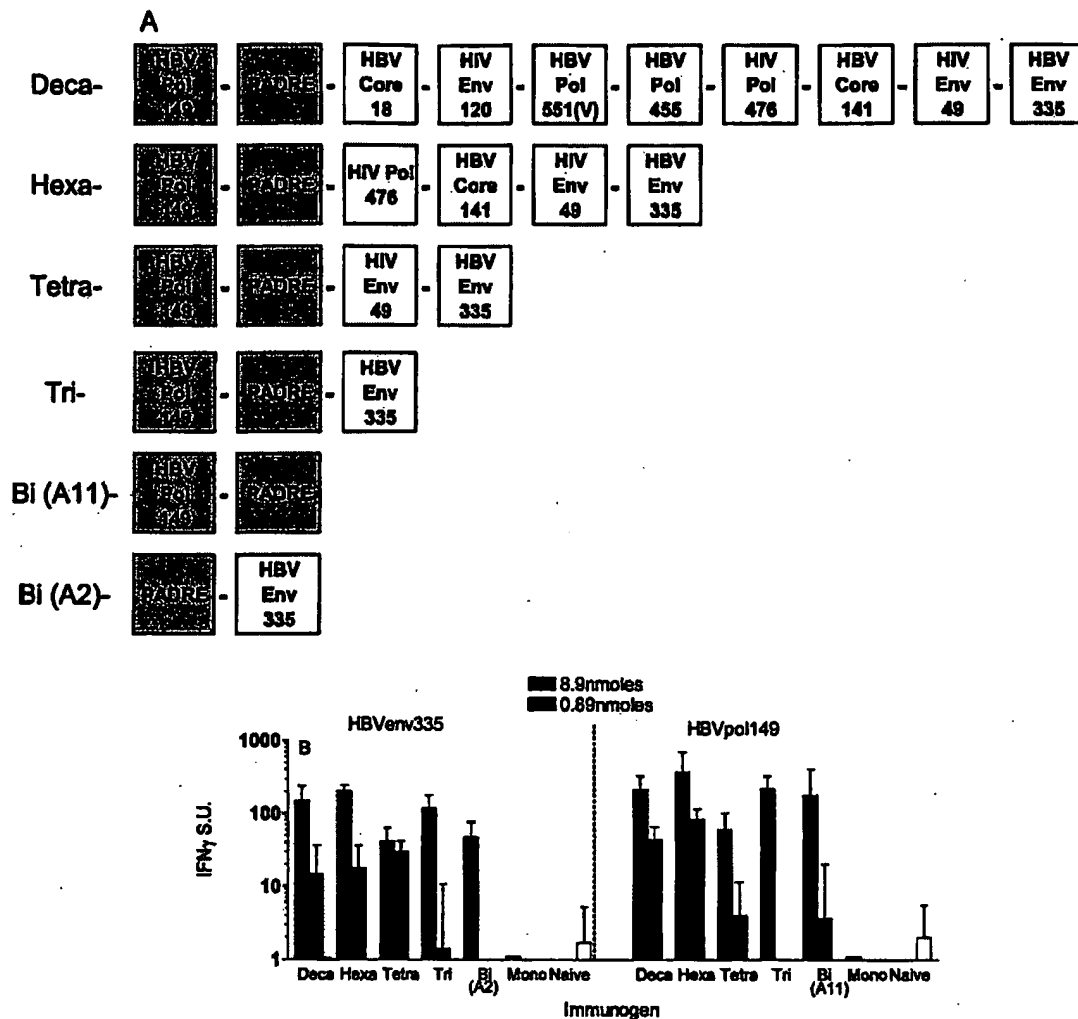 A
Deca-
HBV Pol 149 - PADRE - HBV Core 18 - HIV Env 120 - HBV Pol 551(V) - HBV Pol 455 - HIV Pol 476 - HBV Core 141 - HIV Env 49 - HBV Env 335
Hexa-
HBV Pol 149 - PADRE - HIV Pol 476 - HBV Core 141 - HIV Env 49 - HBV Env 335
Tetra-
HBV Pol 149 - PADRE - HIV Env 49 - HBV Env 335
Tri-
HBV Pol 149 - PADRE - HBV Env 335
Bi (A11)-
HBV Pol 149 - PADRE
Bi (A2)-
PADRE - HBV Env 335
8.9nmoles
0.89nmoles
HBVenv335
HBVpol149
B
IFNγ S.U.
1000
100
10
1
Deca Hexa Tetra Tri Bi (A2) Mono Naive
Deca Hexa Tetra Tri Bi (A11) Mono Naive
Immunogen